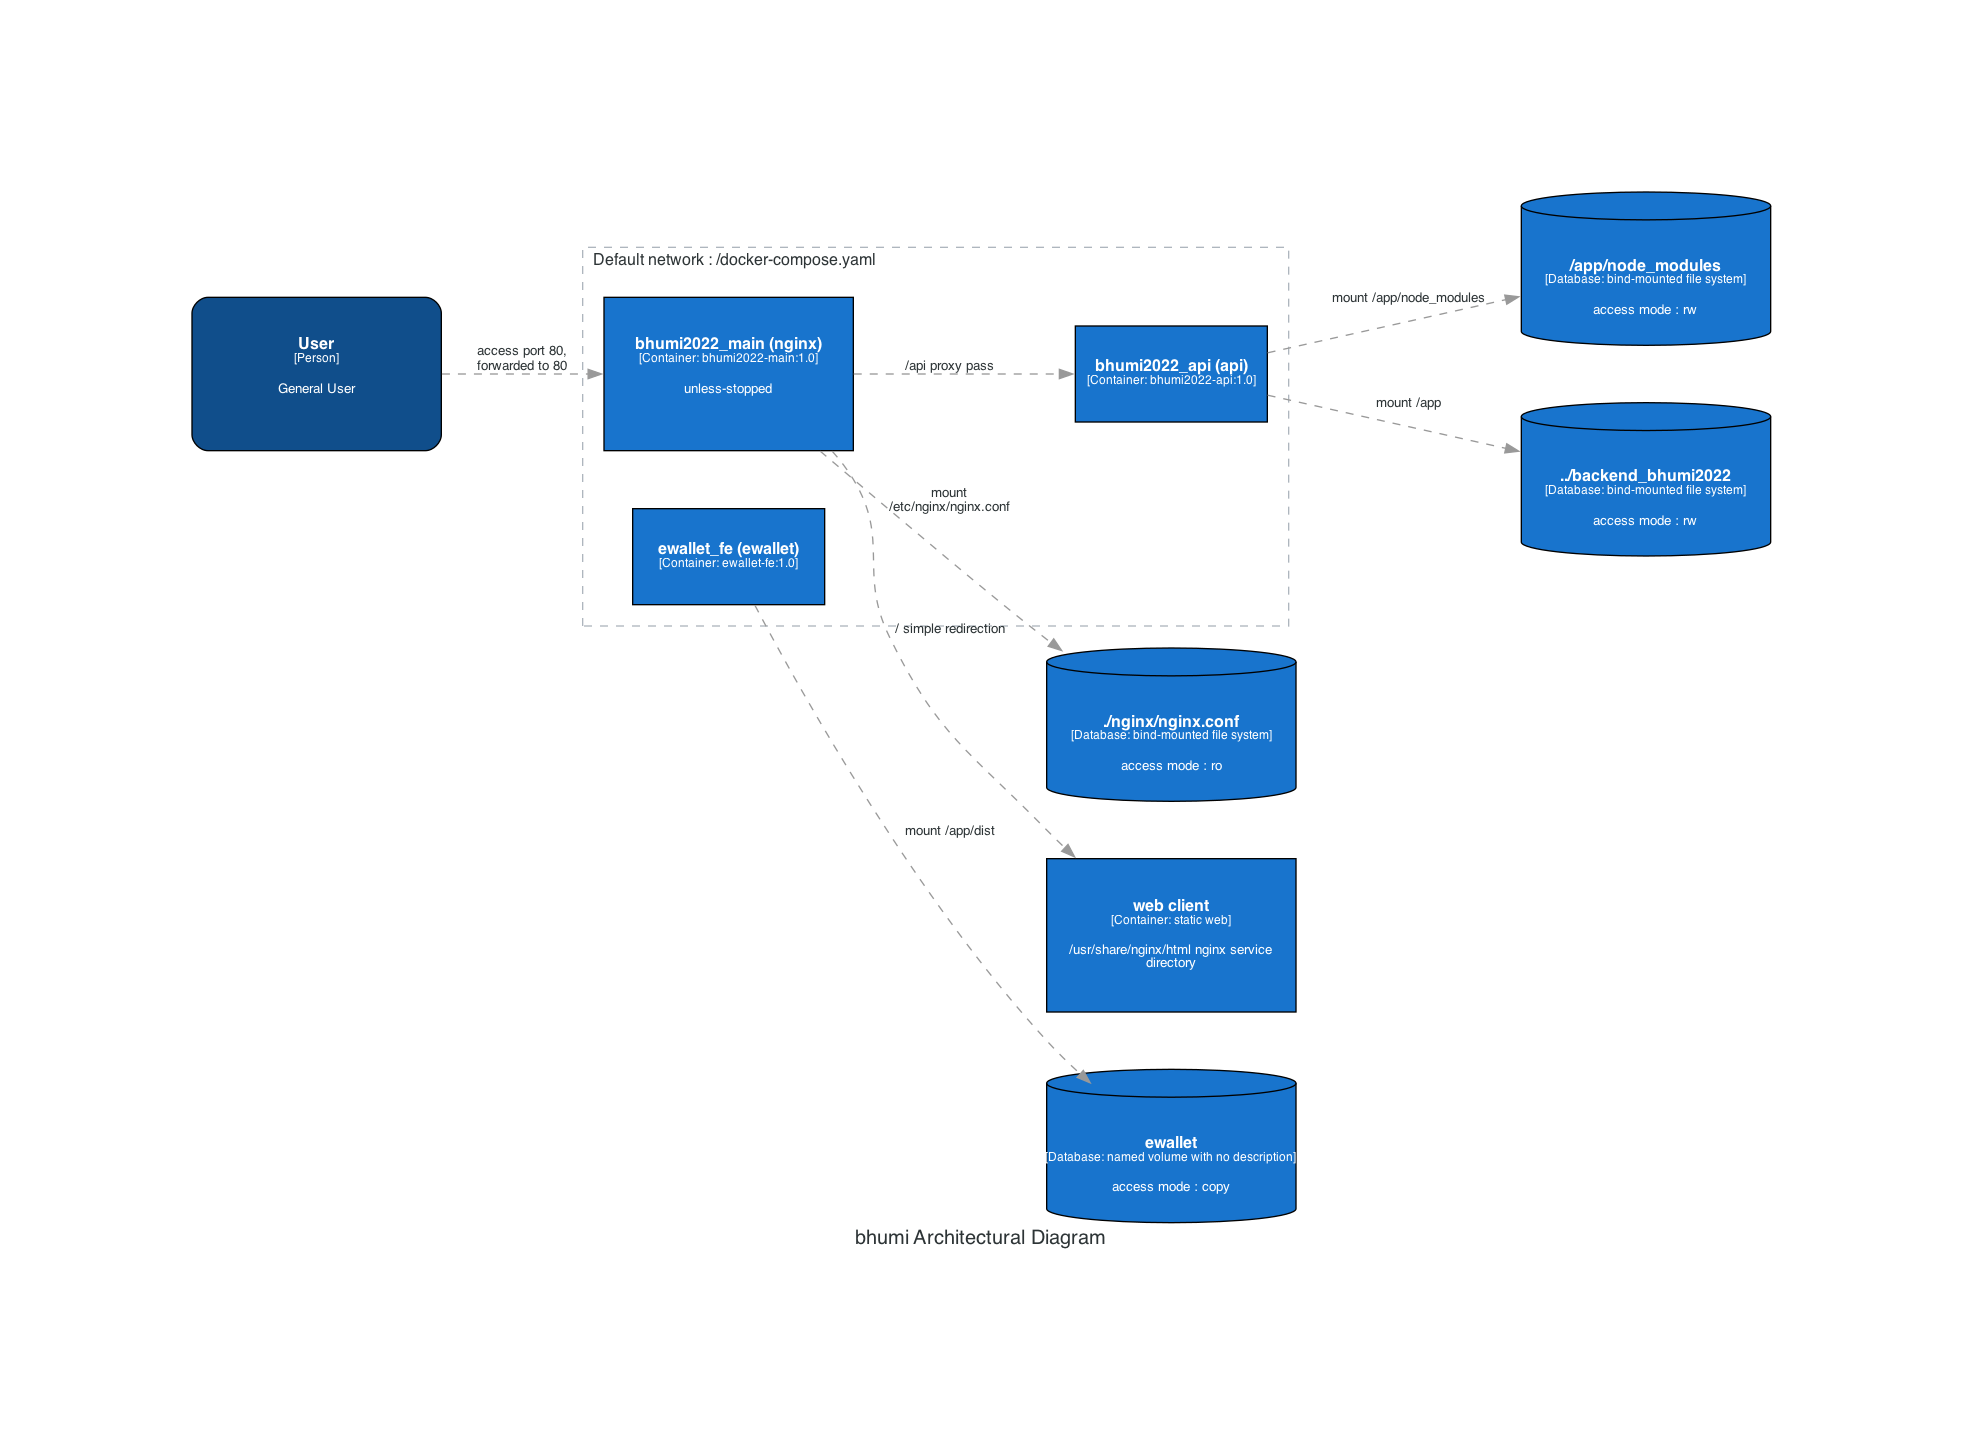 Default network : /docker-compose.yaml
User
[Person]
General User
access port 80,
forwarded to 80
bhumi2022_main (nginx)
[Container: bhumi2022-main:1.0]
unless-stopped
/api proxy pass
bhumi2022_api (api)
[Container: bhumi2022-api:1.0]
mount /app/node_modules
/app/node_modules
[Database: bind-mounted file system]
access mode : rw
mount /app
../backend_bhumi2022
[Database: bind-mounted file system]
access mode : rw
mount
/etc/nginx/nginx.conf
ewallet_fe (ewallet)
[Container: ewallet-fe:1.0]
/ simple redirection
./nginx/nginx.conf
[Database: bind-mounted file system]
access mode : ro
mount /app/dist
web client
[Container: static web]
/usr/share/nginx/html nginx service
directory
ewallet
[Database: named volume with no description]
access mode : copy
bhumi Architectural Diagram